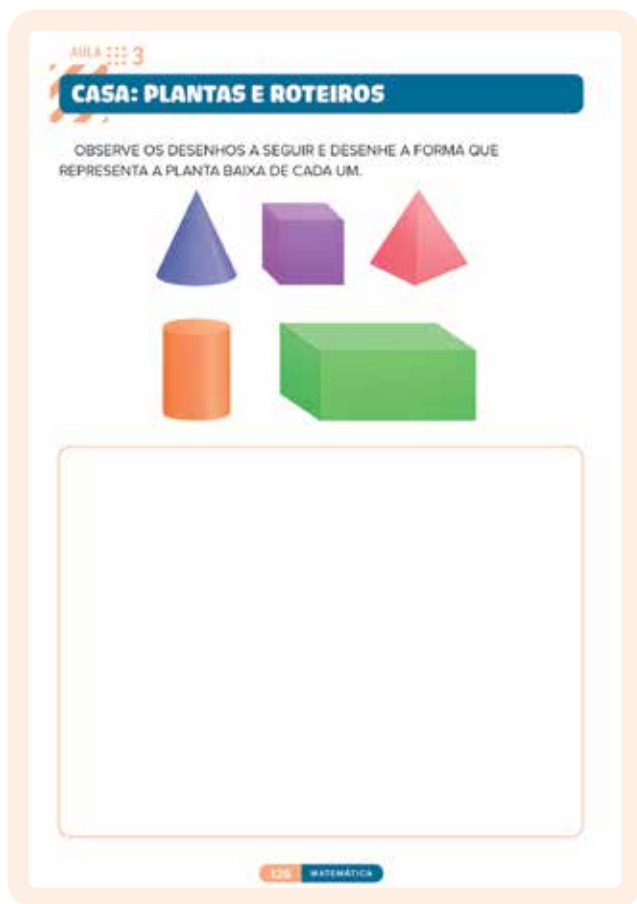 AULA 3
CASA: PLANTAS E ROTEIROS
OBSERVE OS DESENHOS A SEGUIR E DESENHE A FORMA QUE
REPRESENTA A PLANTA BAIXA DE CADA UM.
126 MATEMÁTICA